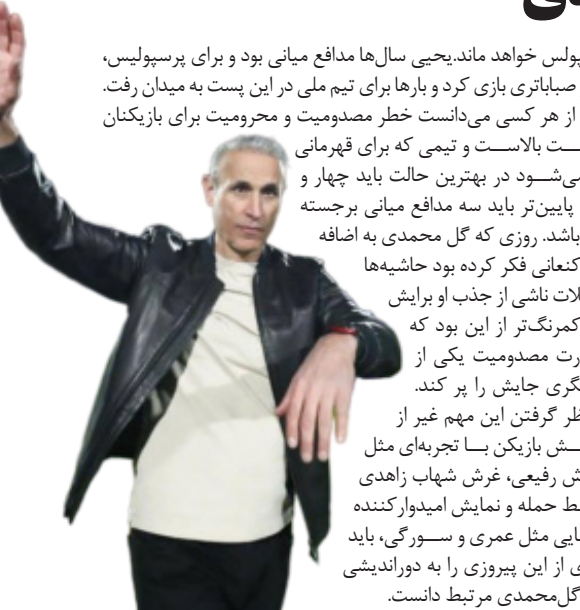 پولس خواهد ماند.یحیی سال‌ها مدافع میانی بود و برای پرسپولیس،
صباباتری بازی کرد و بارها برای تیم ملی در این پست به میدان رفت.
از هر کسی می‌دانست خطر مصدومیت و محرومیت برای بازیکنان
ـت بالاست و تیمی که برای قهرمانی
ی‌شود در بهترین حالت باید چهار و
پایین‌تر باید سه مدافع میانی برجسته
باشد. روزی که گل محمدی به اضافه
کنعانی فکر کرده بود حاشیه‌ها
لات ناشی از جذب او برایش
کمرنگ‌تر از این بود که
رت مصدومیت یکی از
گری جایش را پر کند.
ظر گرفتن این مهم غیر از
ـش بازیکن با تجربه‌ای مثل
ش رفیعی، غرش شهاب زاهدی
ط حمله و نمایش امیدوارکننده
ایی مثل عمری و سورگی، باید
ی از این پیروزی را به دوراندیشی
گل‌محمدی مرتبط دانست.